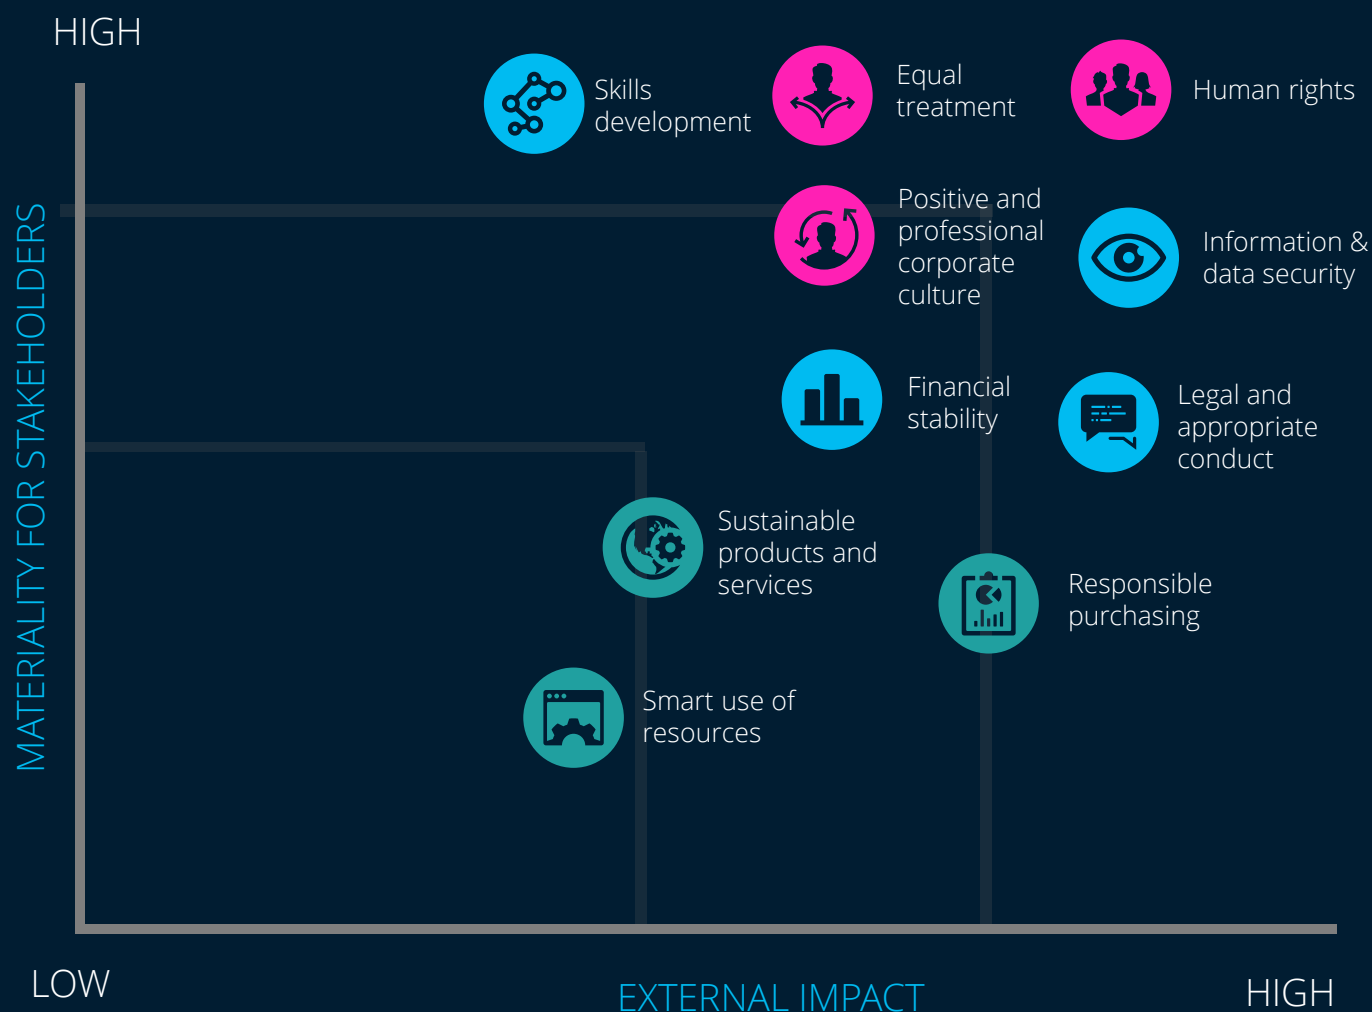 HIGH
Skills
development
Equal
treatment
Human rights
Positive and
professional
corporate
culture
Information &
data security
Financial
stability
Legal and
appropriate
conduct
Sustainable
products and
services
Responsible
purchasing
Smart use of
resources
MATERIALITY FOR STAKEHOLDERS
LOW
EXTERNAL IMPACT
HIGH